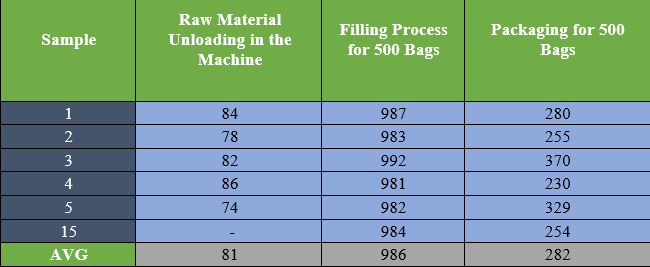 Sample Raw Material Unloading in the Machine Filling Process for 500 Bags Packaging for 500 Bags
1 84 987 280
2 78 983 255
3 82 992 370
4 86 981 230
5 74 982 329
15 - 984 254
AVG 81 986 282